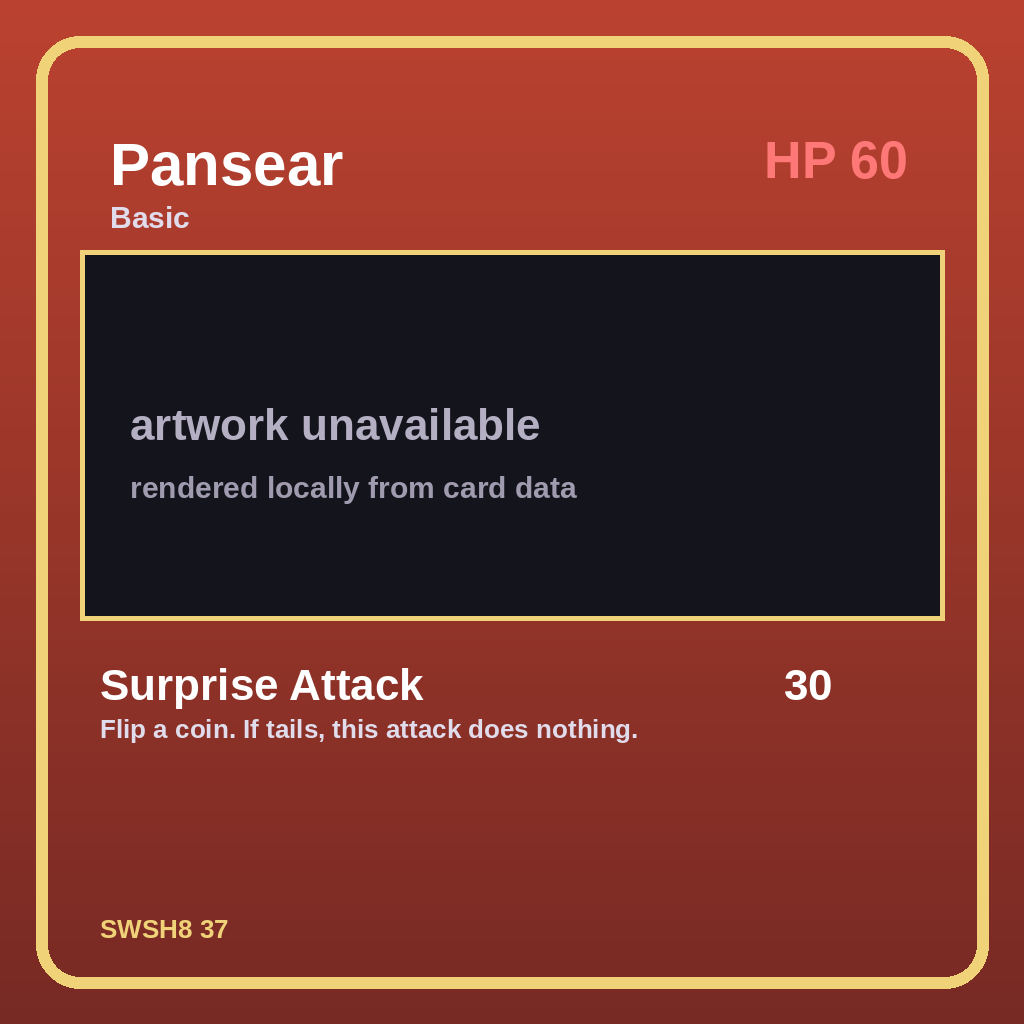 Pansear
HP 60
Basic
artwork unavailable
rendered locally from card data
Surprise Attack
30
Flip a coin. If tails, this attack does nothing.
SWSH8 37